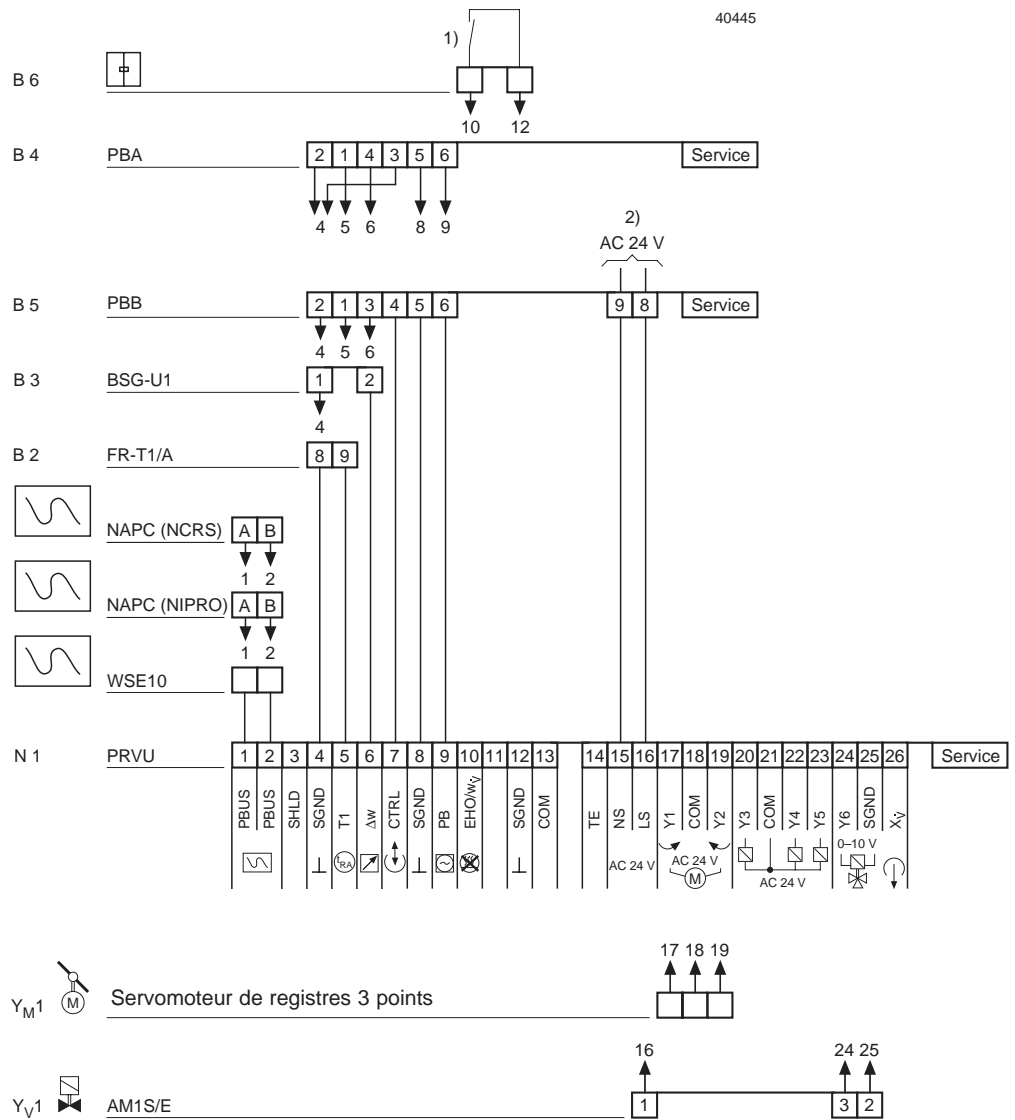 40445
1)
B 6
10 12
B 4 PBA 2 1 4 3 5 6 Service
4 5 6 8 9
2)
AC 24 V
B 5 PBB 2 1 3 4 5 6 9 8 Service
4 5 6
B 3 BSG-U1 1 2
4
B 2 FR-T1/A 8 9
NAPC (NCRS) A B
1 2
NAPC (NIPRO) A B
1 2
WSE10
N 1 PRVU 1 2 3 4 5 6 7 8 9 10 11 12 13 14 15 16 17 18 19 20 21 22 23 24 25 26 Service
PBUS PBUS SHLD SGND T1 Δw CTRL SGND PB EHO/wV̇ SGND COM TE NS LS Y1 COM Y2 Y3 COM Y4 Y5 Y6 SGND XV̇
0–10 V
tRA AC 24 V AC 24 V
M AC 24 V
17 18 19
YM1 M Servomoteur de registres 3 points
16 24 25
YV1 AM1S/E 1 3 2